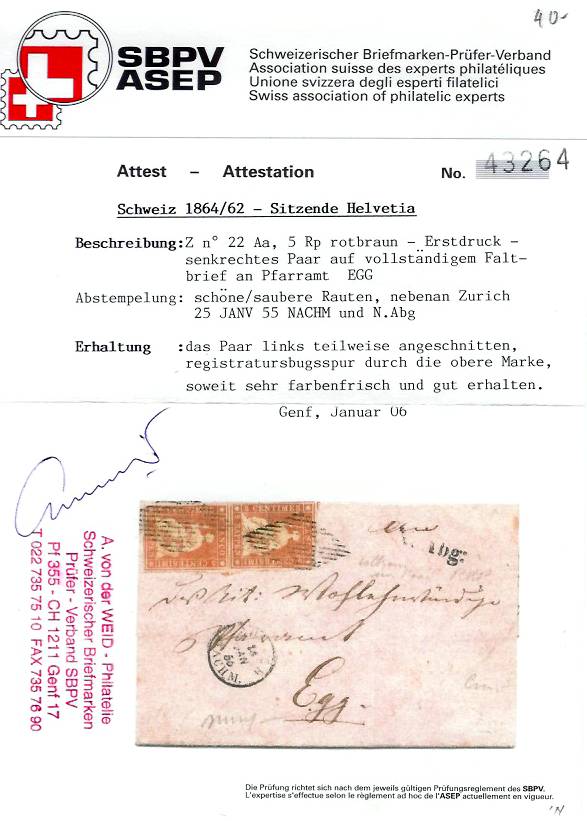 40.-
SBPV
ASEP
Schweizerischer Briefmarken-Prüfer-Verband
Association suisse des experts philatéliques
Unione svizzera degli esperti filatelici
Swiss association of philatelic experts
Attest – Attestation
No. 43264
Schweiz 1864/62 – Sitzende Helvetia
Beschreibung:Z n° 22 Aa, 5 Rp rotbraun – Erstdruck –
senkrechtes Paar auf vollständigem Falt-
brief an Pfarramt EGG
Abstempelung: schöne/saubere Rauten, nebenan Zurich
25 JANV 55 NACHM und N.Abg
Erhaltung :das Paar links teilweise angeschnitten,
registratursbugsspur durch die obere Marke,
soweit sehr farbenfrisch und gut erhalten.
Genf, Januar 06
A. von der WEID - Philatelie
Schweizerischer Briefmarken
Prüfer - Verband SBPV
Pf 355 - CH 1211 Genf 17
T 022 735 75 10 FAX 735 76 90
5 CENTIMES
Abg.
Wohlehrwürdige
Pfarramt
NACHM.
Egg.
Die Prüfung richtet sich nach dem jeweils gültigen Prüfungsreglement des SBPV.
L'expertise s'effectue selon le règlement ad hoc de l'ASEP actuellement en vigueur.